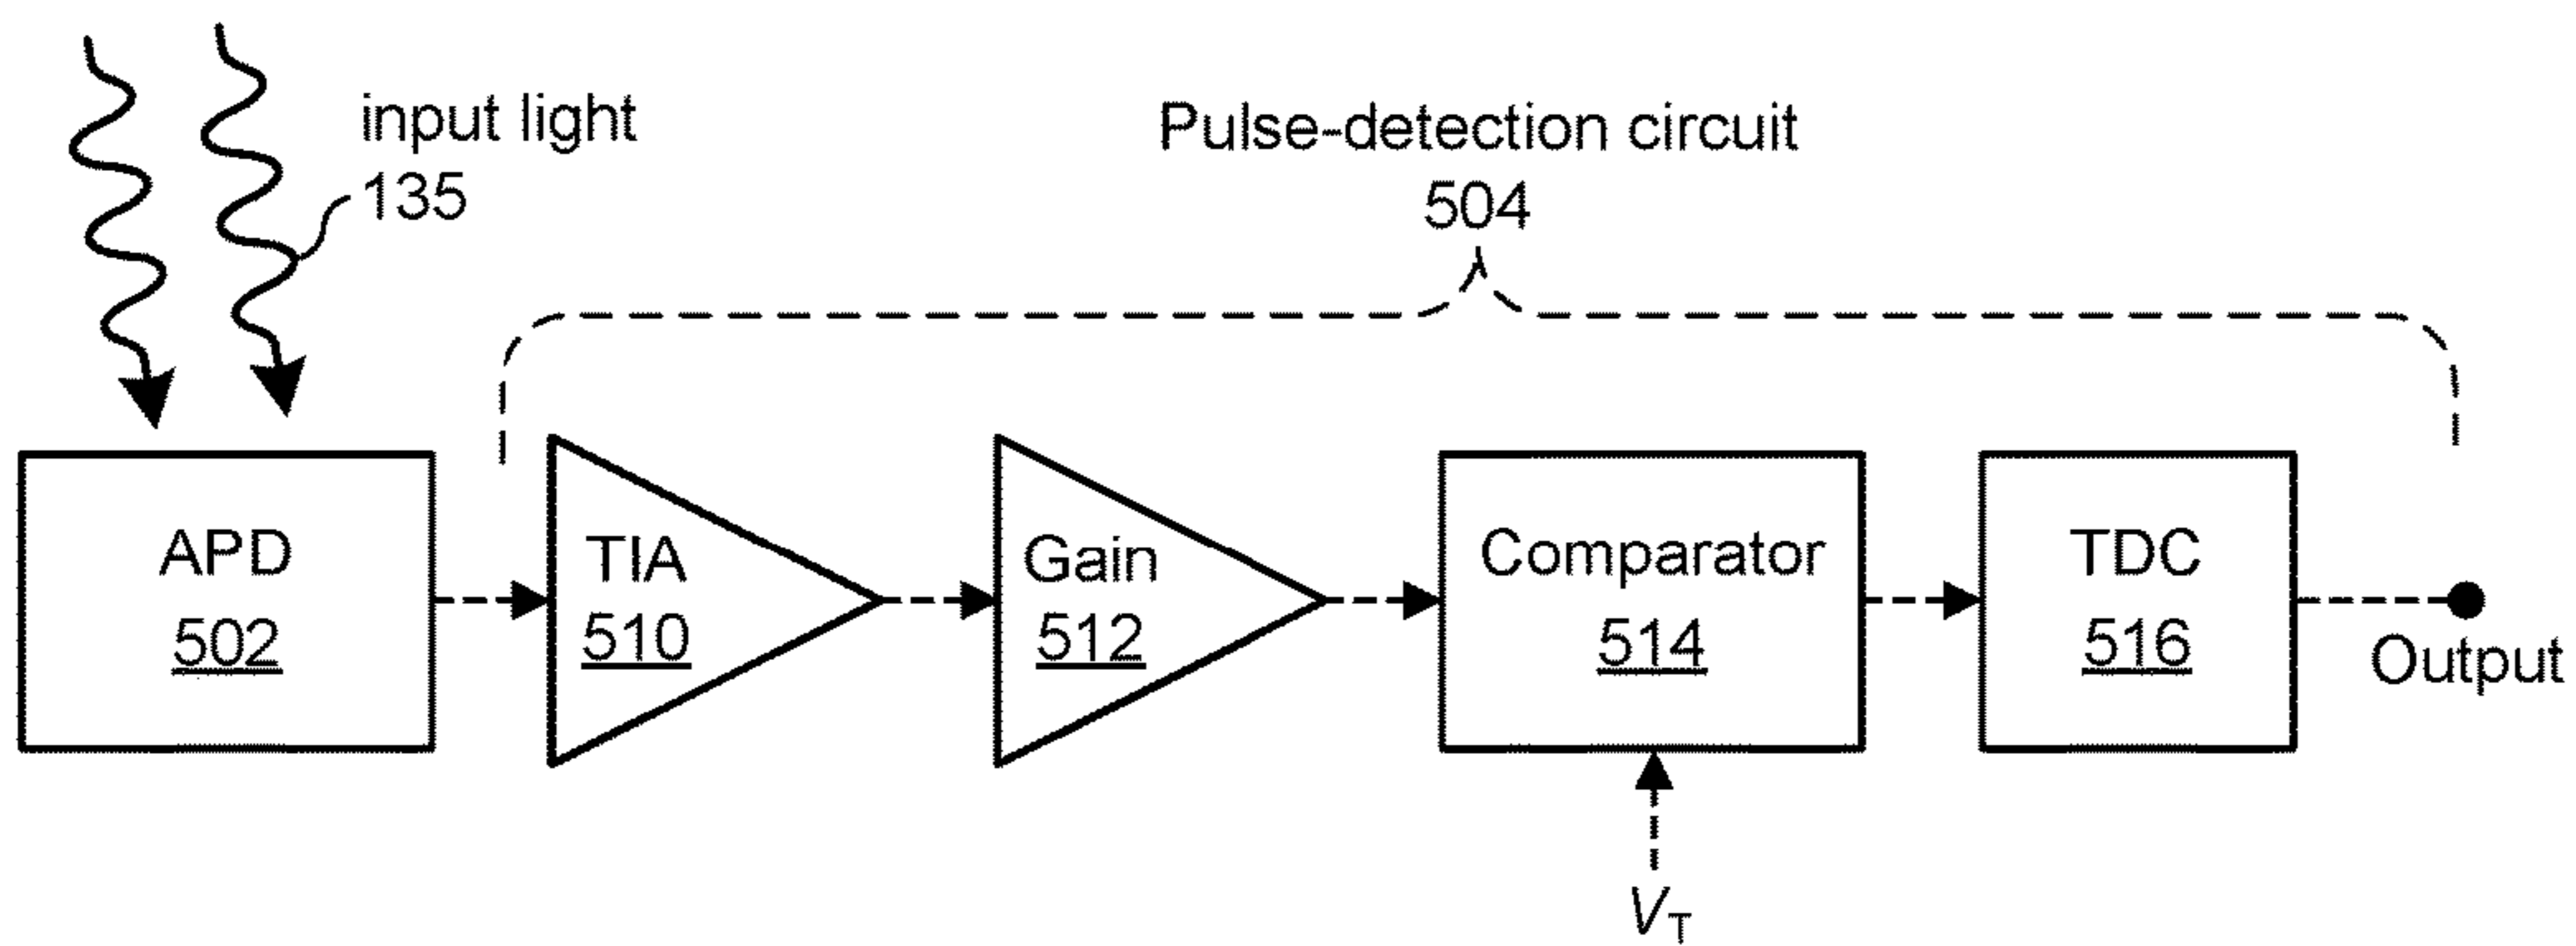 input light
135
Pulse-detection circuit
504
APD
502
TIA
510
Gain
512
Comparator
514
TDC
516
Output
VT